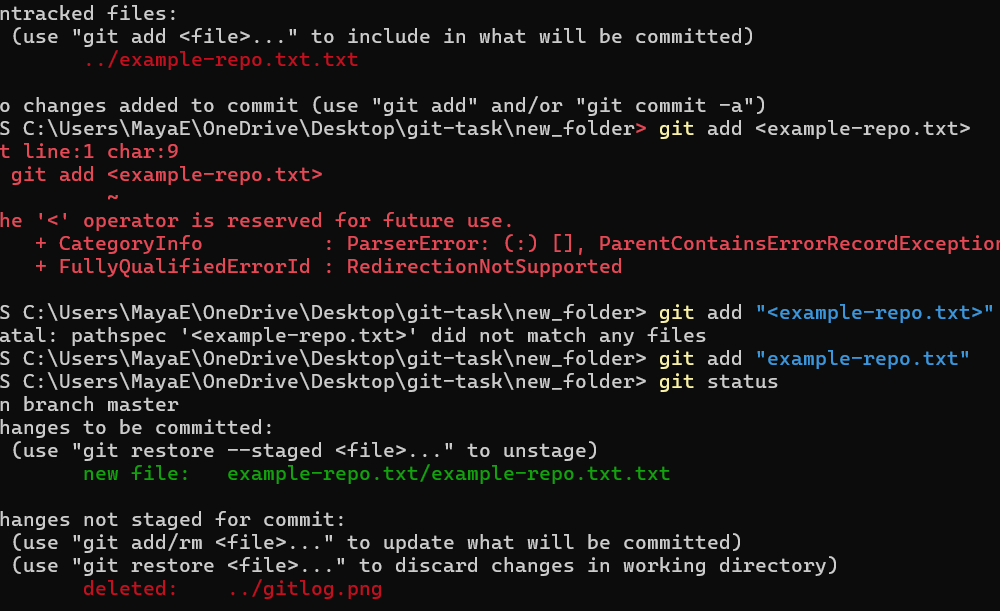 ntracked files:
(use "git add <file>..." to include in what will be committed)
../example-repo.txt.txt
o changes added to commit (use "git add" and/or "git commit -a")
S C:\Users\MayaE\OneDrive\Desktop\git-task\new_folder> git add <example-repo.txt>
t line:1 char:9
git add <example-repo.txt>
~
he '<' operator is reserved for future use.
+ CategoryInfo : ParserError: (:) [], ParentContainsErrorRecordException
+ FullyQualifiedErrorId : RedirectionNotSupported
S C:\Users\MayaE\OneDrive\Desktop\git-task\new_folder> git add "<example-repo.txt>"
atal: pathspec '<example-repo.txt>' did not match any files
S C:\Users\MayaE\OneDrive\Desktop\git-task\new_folder> git add "example-repo.txt"
S C:\Users\MayaE\OneDrive\Desktop\git-task\new_folder> git status
n branch master
hanges to be committed:
(use "git restore --staged <file>..." to unstage)
new file: example-repo.txt/example-repo.txt.txt
hanges not staged for commit:
(use "git add/rm <file>..." to update what will be committed)
(use "git restore <file>..." to discard changes in working directory)
deleted: ../gitlog.png